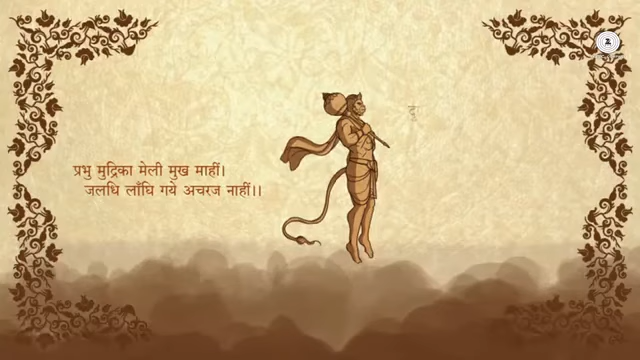 प्रभु मुद्रिका मेली मुख माहीं।
जलधि लाँघि गये अचरज नाहीं।।